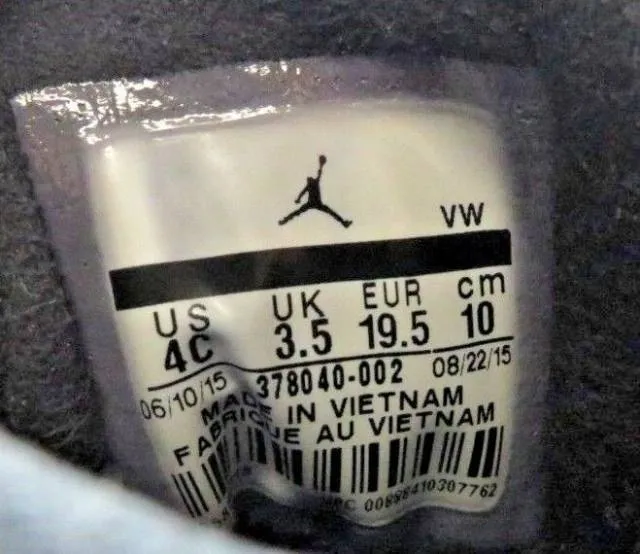 VW
US UK EUR cm
4C 3.5 19.5 10
06/10/15 378040-002 08/22/15
MADE IN VIETNAM
FABRIQUE AU VIETNAM
00888410307762